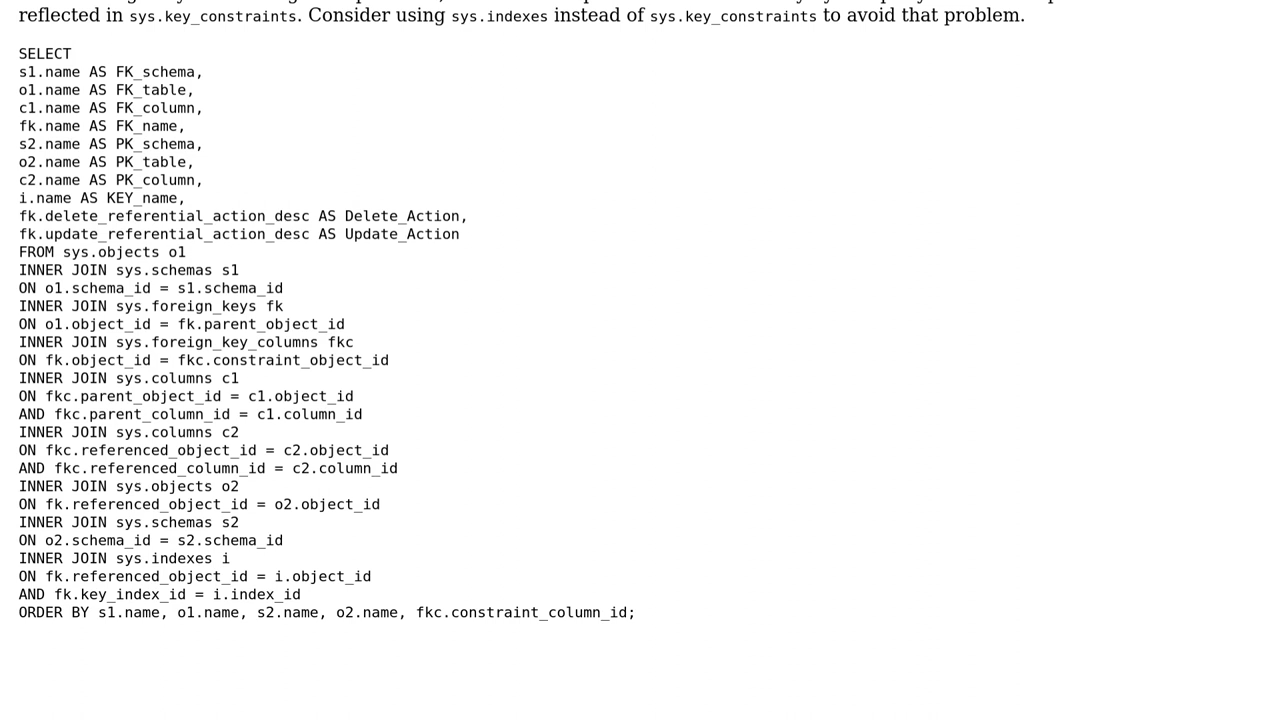 reflected in sys.key_constraints. Consider using sys.indexes instead of sys.key_constraints to avoid that problem.
SELECT
s1.name AS FK_schema,
o1.name AS FK_table,
c1.name AS FK_column,
fk.name AS FK_name,
s2.name AS PK_schema,
o2.name AS PK_table,
c2.name AS PK_column,
i.name AS KEY_name,
fk.delete_referential_action_desc AS Delete_Action,
fk.update_referential_action_desc AS Update_Action
FROM sys.objects o1
INNER JOIN sys.schemas s1
ON o1.schema_id = s1.schema_id
INNER JOIN sys.foreign_keys fk
ON o1.object_id = fk.parent_object_id
INNER JOIN sys.foreign_key_columns fkc
ON fk.object_id = fkc.constraint_object_id
INNER JOIN sys.columns c1
ON fkc.parent_object_id = c1.object_id
AND fkc.parent_column_id = c1.column_id
INNER JOIN sys.columns c2
ON fkc.referenced_object_id = c2.object_id
AND fkc.referenced_column_id = c2.column_id
INNER JOIN sys.objects o2
ON fk.referenced_object_id = o2.object_id
INNER JOIN sys.schemas s2
ON o2.schema_id = s2.schema_id
INNER JOIN sys.indexes i
ON fk.referenced_object_id = i.object_id
AND fk.key_index_id = i.index_id
ORDER BY s1.name, o1.name, s2.name, o2.name, fkc.constraint_column_id;